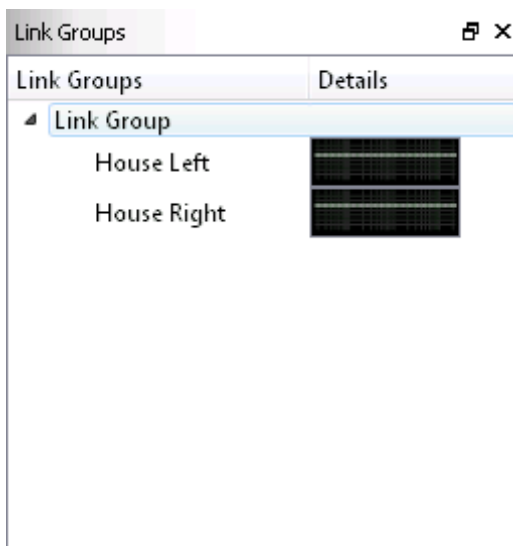 Link Groups
Link Groups Details
Link Group
House Left
House Right